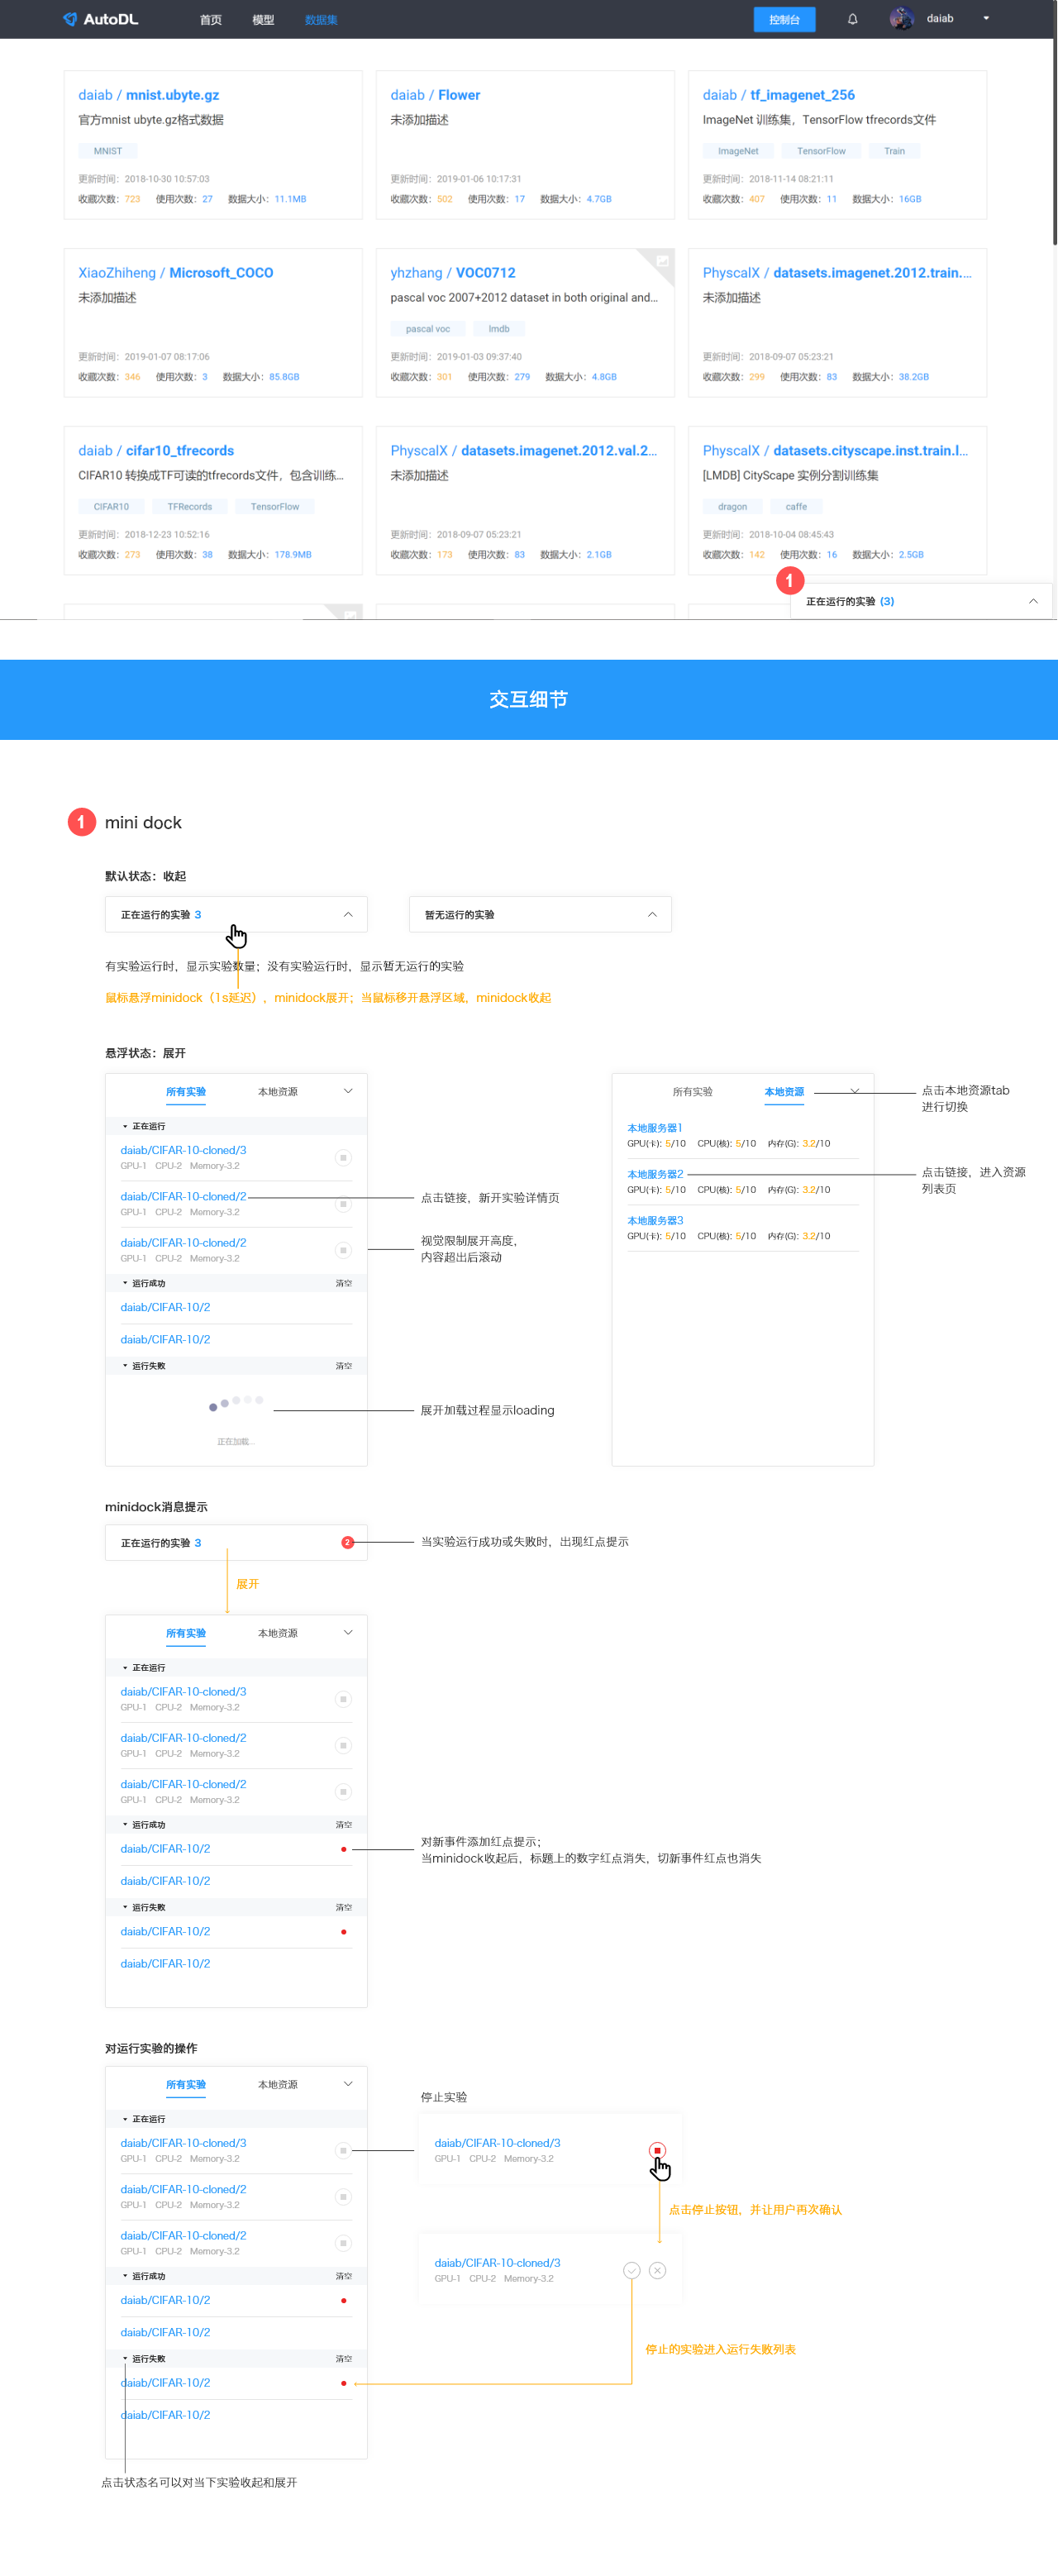 AutoDL 首页 模型 数据集 控制台 daiab
daiab / mnist.ubyte.gz
官方mnist ubyte.gz格式数据
MNIST
更新时间：2018-10-30 10:57:03
收藏次数：723 使用次数：27 数据大小：11.1MB
daiab / Flower
未添加描述
更新时间：2019-01-06 10:17:31
收藏次数：502 使用次数：17 数据大小：4.7GB
daiab / tf_imagenet_256
ImageNet 训练集，TensorFlow tfrecords文件
ImageNet TensorFlow Train
更新时间：2018-11-14 08:21:11
收藏次数：407 使用次数：11 数据大小：16GB
XiaoZhiheng / Microsoft_COCO
未添加描述
更新时间：2019-01-07 08:17:06
收藏次数：346 使用次数：3 数据大小：85.8GB
yhzhang / VOC0712
pascal voc 2007+2012 dataset in both original and...
pascal voc lmdb
更新时间：2019-01-03 09:37:40
收藏次数：301 使用次数：279 数据大小：4.8GB
PhyscalX / datasets.imagenet.2012.train....
未添加描述
更新时间：2018-09-07 05:23:21
收藏次数：299 使用次数：83 数据大小：38.2GB
daiab / cifar10_tfrecords
CIFAR10 转换成TF可读的tfrecords文件，包含训练...
CIFAR10 TFRecords TensorFlow
更新时间：2018-12-23 10:52:16
收藏次数：273 使用次数：38 数据大小：178.9MB
PhyscalX / datasets.imagenet.2012.val.2...
未添加描述
更新时间：2018-09-07 05:23:21
收藏次数：173 使用次数：83 数据大小：2.1GB
PhyscalX / datasets.cityscape.inst.train.l...
[LMDB] CityScape 实例分割训练集
dragon caffe
更新时间：2018-10-04 08:45:43
收藏次数：142 使用次数：16 数据大小：2.5GB
1
正在运行的实验 (3)
交互细节
1 mini dock
默认状态：收起
正在运行的实验 3
暂无运行的实验
有实验运行时，显示实验数量；没有实验运行时，显示暂无运行的实验
鼠标悬浮minidock（1s延迟），minidock展开；当鼠标移开悬浮区域，minidock收起
悬浮状态：展开
所有实验 本地资源
正在运行
daiab/CIFAR-10-cloned/3
GPU-1 CPU-2 Memory-3.2
daiab/CIFAR-10-cloned/2
GPU-1 CPU-2 Memory-3.2
daiab/CIFAR-10-cloned/2
GPU-1 CPU-2 Memory-3.2
运行成功 清空
daiab/CIFAR-10/2
daiab/CIFAR-10/2
运行失败 清空
正在加载...
点击链接，新开实验详情页
视觉限制展开高度，
内容超出后滚动
展开加载过程显示loading
所有实验 本地资源
本地服务器1
GPU(卡): 5/10 CPU(核): 5/10 内存(G): 3.2/10
本地服务器2
GPU(卡): 5/10 CPU(核): 5/10 内存(G): 3.2/10
本地服务器3
GPU(卡): 5/10 CPU(核): 5/10 内存(G): 3.2/10
点击本地资源tab
进行切换
点击链接，进入资源
列表页
minidock消息提示
正在运行的实验 3 2
当实验运行成功或失败时，出现红点提示
展开
所有实验 本地资源
正在运行
daiab/CIFAR-10-cloned/3
GPU-1 CPU-2 Memory-3.2
daiab/CIFAR-10-cloned/2
GPU-1 CPU-2 Memory-3.2
daiab/CIFAR-10-cloned/2
GPU-1 CPU-2 Memory-3.2
运行成功 清空
daiab/CIFAR-10/2
daiab/CIFAR-10/2
运行失败 清空
daiab/CIFAR-10/2
daiab/CIFAR-10/2
对新事件添加红点提示；
当minidock收起后，标题上的数字红点消失，切新事件红点也消失
对运行实验的操作
所有实验 本地资源
正在运行
daiab/CIFAR-10-cloned/3
GPU-1 CPU-2 Memory-3.2
daiab/CIFAR-10-cloned/2
GPU-1 CPU-2 Memory-3.2
daiab/CIFAR-10-cloned/2
GPU-1 CPU-2 Memory-3.2
运行成功 清空
daiab/CIFAR-10/2
daiab/CIFAR-10/2
运行失败 清空
daiab/CIFAR-10/2
daiab/CIFAR-10/2
停止实验
daiab/CIFAR-10-cloned/3
GPU-1 CPU-2 Memory-3.2
点击停止按钮，并让用户再次确认
daiab/CIFAR-10-cloned/3
GPU-1 CPU-2 Memory-3.2
停止的实验进入运行失败列表
点击状态名可以对当下实验收起和展开